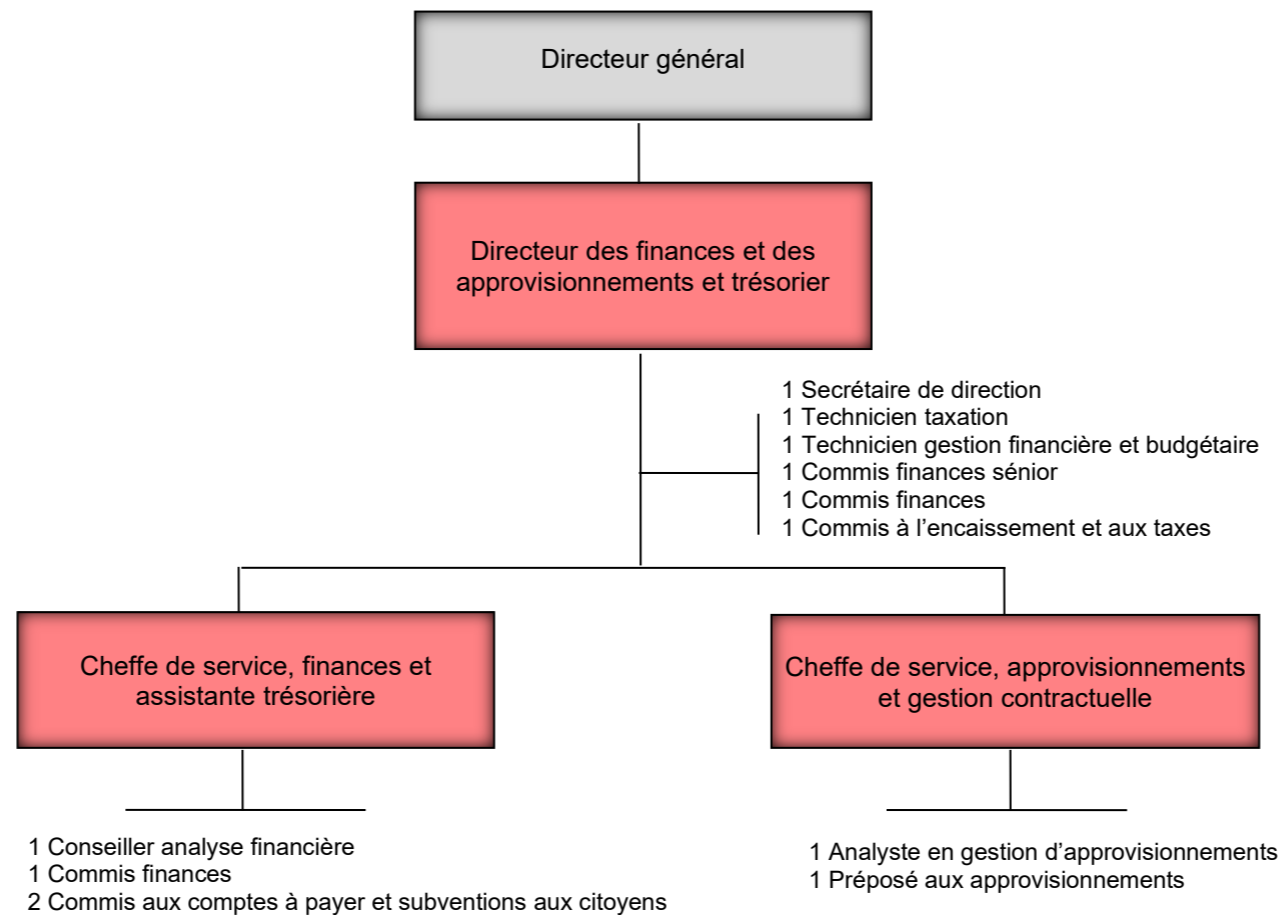 Directeur général
Directeur des finances et des
approvisionnements et trésorier
1 Secrétaire de direction
1 Technicien taxation
1 Technicien gestion financière et budgétaire
1 Commis finances sénior
1 Commis finances
1 Commis à l’encaissement et aux taxes
Cheffe de service, finances et
assistante trésorière
Cheffe de service, approvisionnements
et gestion contractuelle
1 Conseiller analyse financière
1 Commis finances
2 Commis aux comptes à payer et subventions aux citoyens
1 Analyste en gestion d’approvisionnements
1 Préposé aux approvisionnements